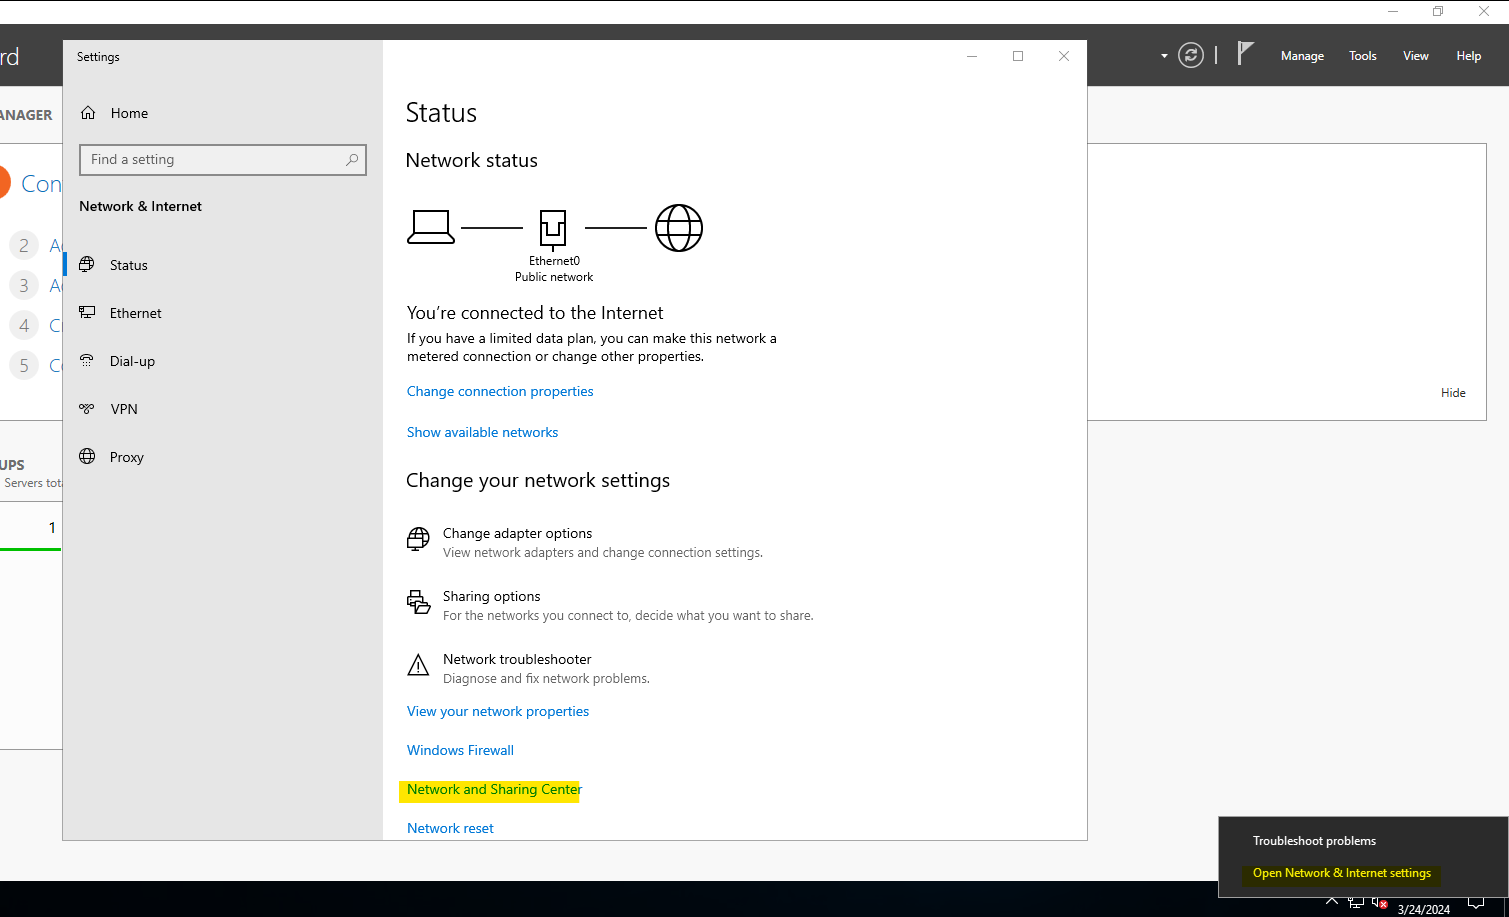 rd
Manage
Tools
View
Help
Settings
ANAGER
Home
Status
Find a setting
Network status
Con
Network & Internet
2
3
4
5
Status
Ethernet
Dial-up
VPN
Proxy
Ethernet0
Public network
You're connected to the Internet
If you have a limited data plan, you can make this network a
metered connection or change other properties.
Change connection properties
Show available networks
Hide
UPS
Servers tot
1
Change your network settings
Change adapter options
View network adapters and change connection settings.
Sharing options
For the networks you connect to, decide what you want to share.
Network troubleshooter
Diagnose and fix network problems.
View your network properties
Windows Firewall
Network and Sharing Center
Network reset
Troubleshoot problems
Open Network & Internet settings
3/24/2024